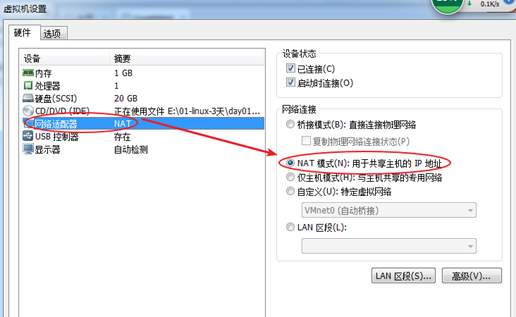 虚拟机设置
0.1K/s
硬件 选项
设备 摘要
内存 1 GB
处理器 1
硬盘(SCSI) 20 GB
CD/DVD (IDE) 正在使用文件 E:\01-linux-3天\day01...
网络适配器 NAT
USB 控制器 存在
显示器 自动检测
设备状态
已连接(C)
启动时连接(O)
网络连接
桥接模式(B): 直接连接物理网络
复制物理网络连接状态(P)
NAT 模式(N): 用于共享主机的 IP 地址
仅主机模式(H): 与主机共享的专用网络
自定义(U): 特定虚拟网络
VMnet0 (自动桥接)
LAN 区段(L):
LAN 区段(S)... 高级(V)...